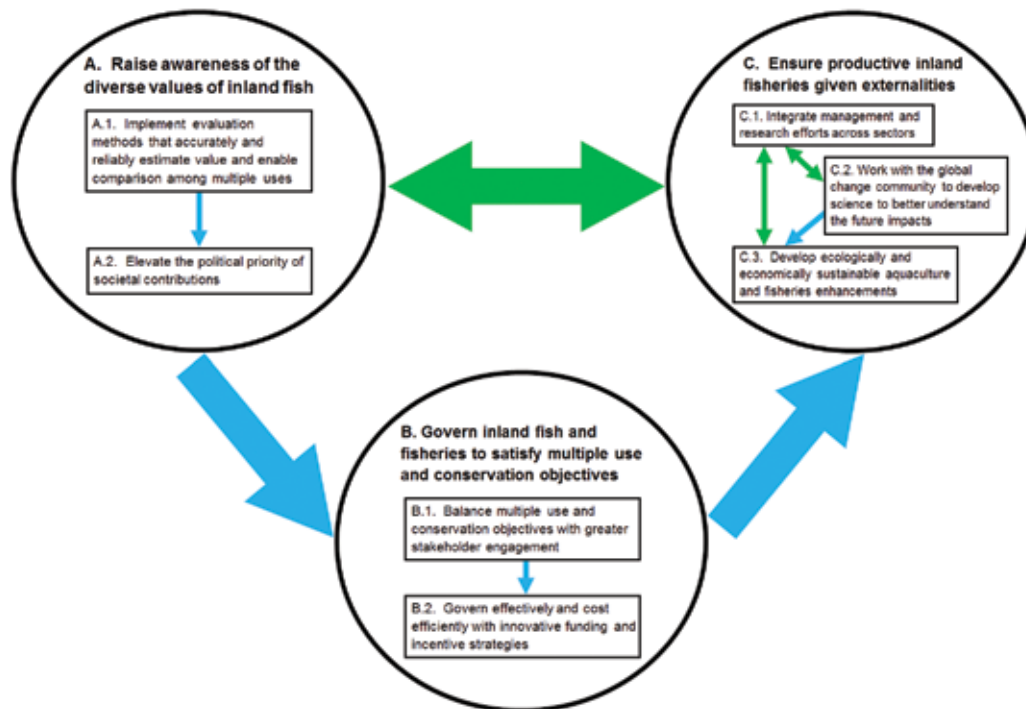 A. Raise awareness of the
diverse values of inland fish
A.1. Implement evaluation
methods that accurately and
reliably estimate value and enable
comparison among multiple uses
A.2. Elevate the political priority of
societal contributions
B. Govern inland fish and
fisheries to satisfy multiple use
and conservation objectives
B.1. Balance multiple use and
conservation objectives with greater
stakeholder engagement
B.2. Govern effectively and cost
efficiently with innovative funding and
incentive strategies
C. Ensure productive inland
fisheries given externalities
C.1. Integrate management and
research efforts across sectors
C.2. Work with the global
change community to develop
science to better understand
the future impacts
C.3. Develop ecologically and
economically sustainable aquaculture
and fisheries enhancements